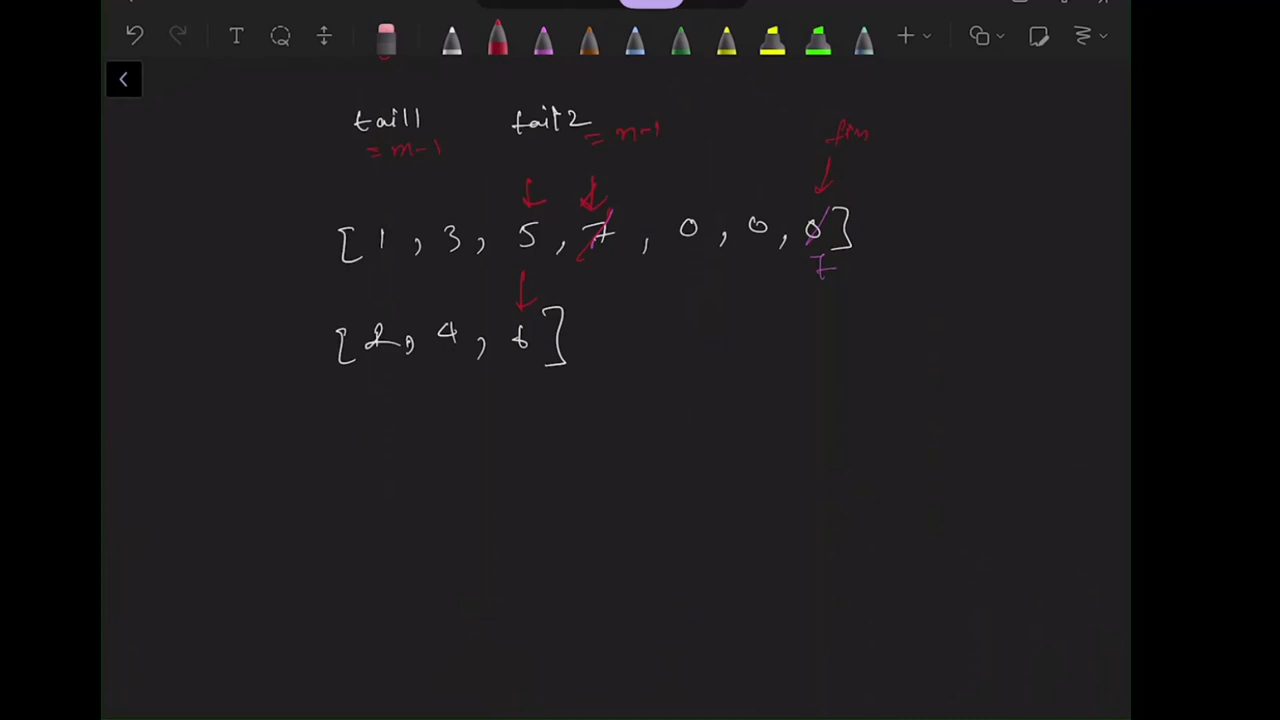 tail1 tail2
= m-1 = n-1
fin
[ 1 , 3 , 5 , 7 , 0 , 0 , 0 ]
7
[ 2 , 4 , 6 ]